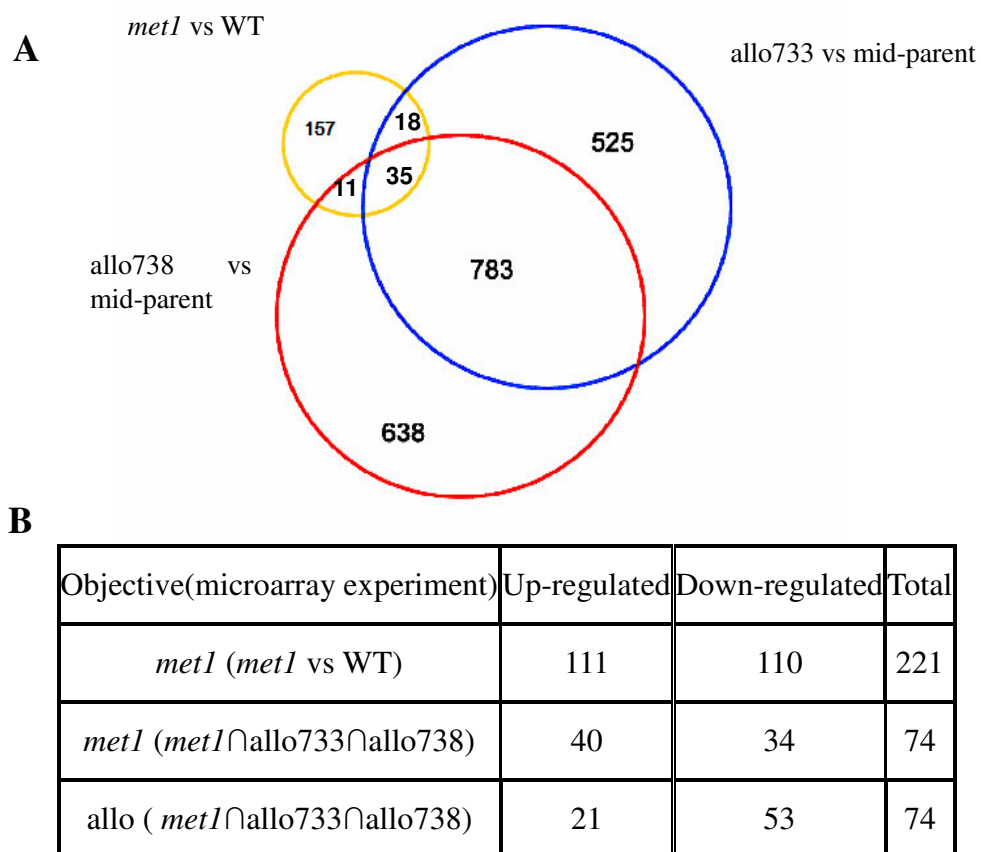 met1 vs WT
A
allo733 vs mid-parent
157
18
525
11
35
allo738 vs
mid-parent
783
638
B
Objective(microarray experiment) Up-regulated Down-regulated Total
met1 (met1 vs WT) 111 110 221
met1 (met1∩allo733∩allo738) 40 34 74
allo ( met1∩allo733∩allo738) 21 53 74